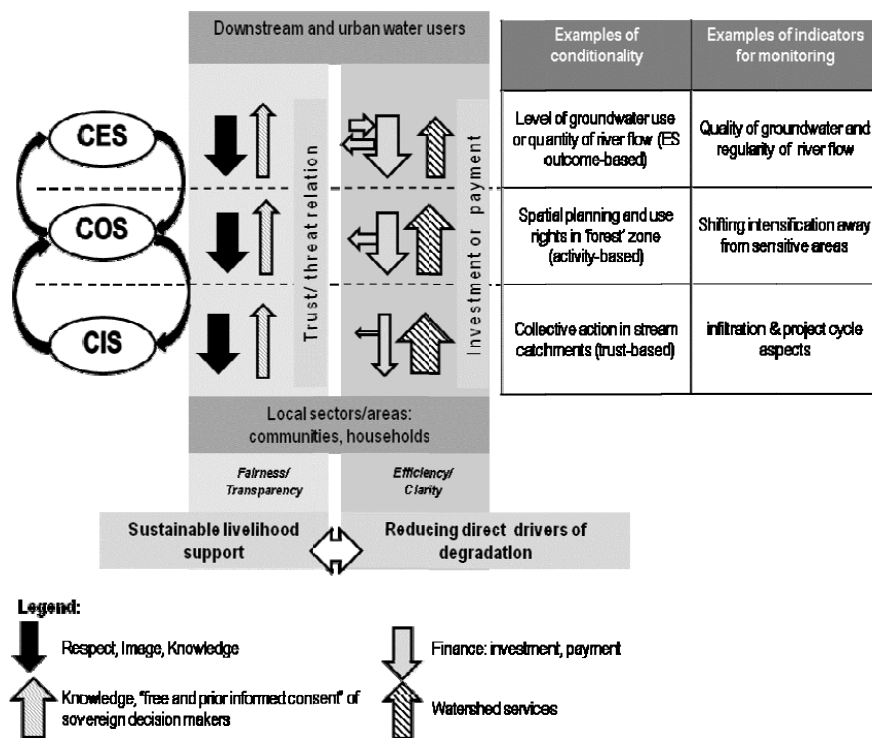 Downstream and urban water users
Examples of
conditionality
Examples of indicators
for monitoring
CES
COS
CIS
Trust/ threat relation
Investment or payment
Level of groundwater use
or quantity of river flow (ES
outcome-based)
Quality of groundwater and
regularity of river flow
Spatial planning and use
rights in 'forest' zone
(activity-based)
Shifting intensification away
from sensitive areas
Collective action in stream
catchments (trust-based)
infiltration & project cycle
aspects
Local sectors/areas:
communities, households
Fairness/
Transparency
Efficiency/
Clarity
Sustainable livelihood
support
Reducing direct drivers of
degradation
Legend:
Respect, Image, Knowledge
Finance: investment, payment
Knowledge, "free and prior informed consent" of
sovereign decision makers
Watershed services